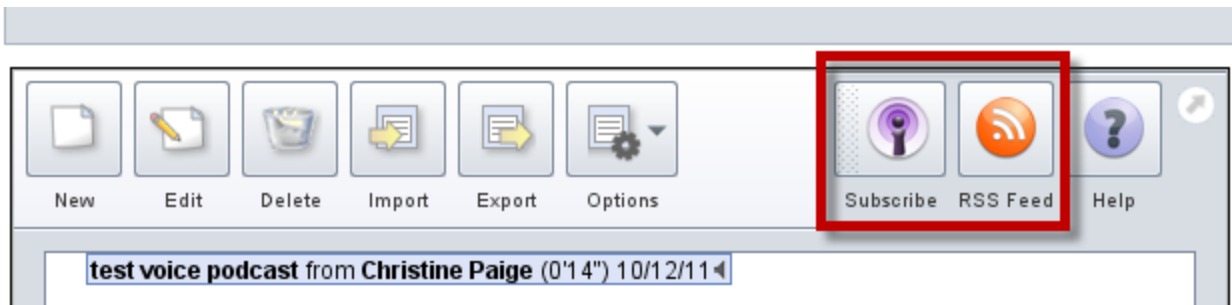 New Edit Delete Import Export Options Subscribe RSS Feed Help
test voice podcast from Christine Paige (0'14") 10/12/11